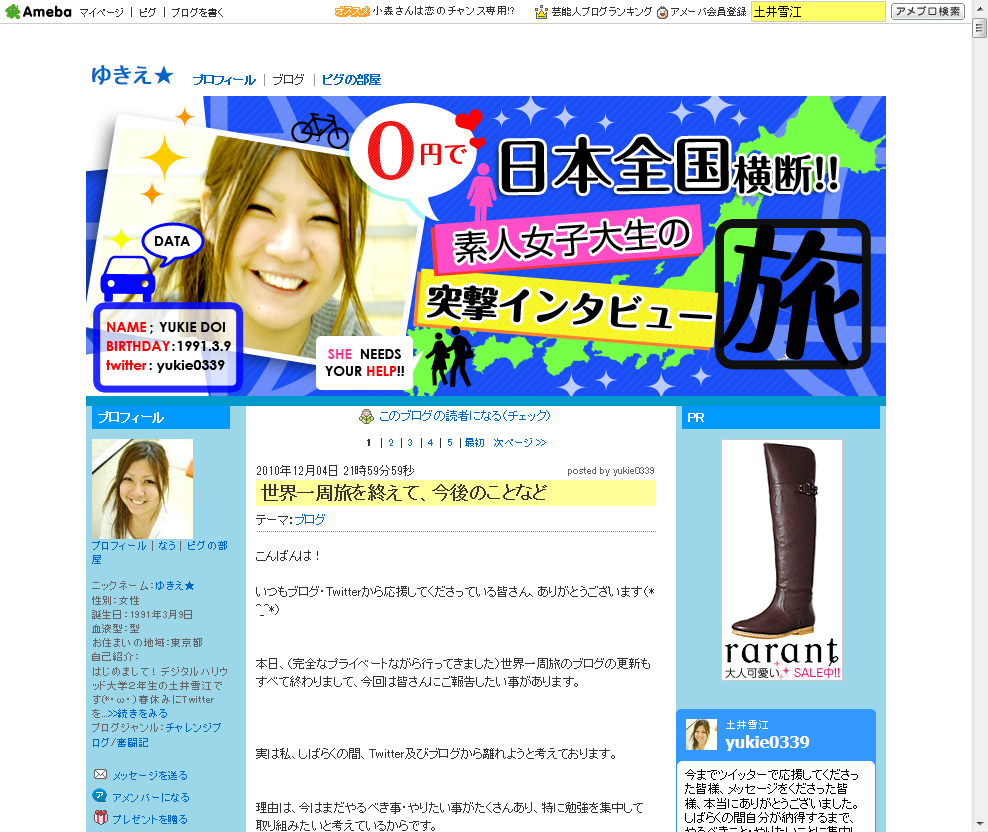 Ameba マイページ | ピグ | ブログを書く
オススメ 小森さんは恋のチャンス専用!?
芸能人ブログランキング
アメーバ会員登録
土井雪江
アメブロ検索
ゆきえ★
プロフィール | ブログ | ピグの部屋
0円で
日本全国横断!!
素人女子大生の
突撃インタビュー
旅
DATA
NAME; YUKIE DOI
BIRTHDAY:1991.3.9
twitter: yukie0339
SHE NEEDS
YOUR HELP!!
プロフィール
プロフィール | なう | ピグの部
屋
ニックネーム:ゆきえ★
性別:女性
誕生日:1991年3月9日
血液型:型
お住まいの地域:東京都
自己紹介:
はじめまして！デジタルハリウ
ッド大学2年生の土井雪江で
す(*･ω･)春休みにTwitter
を...>>続きをみる
ブログジャンル:チャレンジブ
ログ/奮闘記
メッセージを送る
アメンバーになる
プレゼントを贈る
このブログの読者になる(チェック)
1 | 2 | 3 | 4 | 5 | 最初 次ページ >>
2010年12月04日 21時59分59秒
posted by yukie0339
世界一周旅を終えて、今後のことなど
テーマ:ブログ
こんばんは！
いつもブログ・Twitterから応援してくださっている皆さん、ありがとうございます(*
^_^*)
本日、(完全なプライベートながら行ってきました)世界一周旅のブログの更新も
すべて終わりまして、今回は皆さんにご報告したい事があります。
実は私、しばらくの間、Twitter及びブログから離れようと考えております。
理由は、今はまだやるべき事・やりたい事がたくさんあり、特に勉強を集中して
取り組みたいと考えているからです。
PR
rarant
大人可愛い SALE中!!
土井雪江
yukie0339
今までツイッターで応援してくださっ
た皆様、メッセージをくださった皆
様、本当にありがとうございました。
しばらくの間自分が納得するまで、
やるべきこと・やりたいことに集中